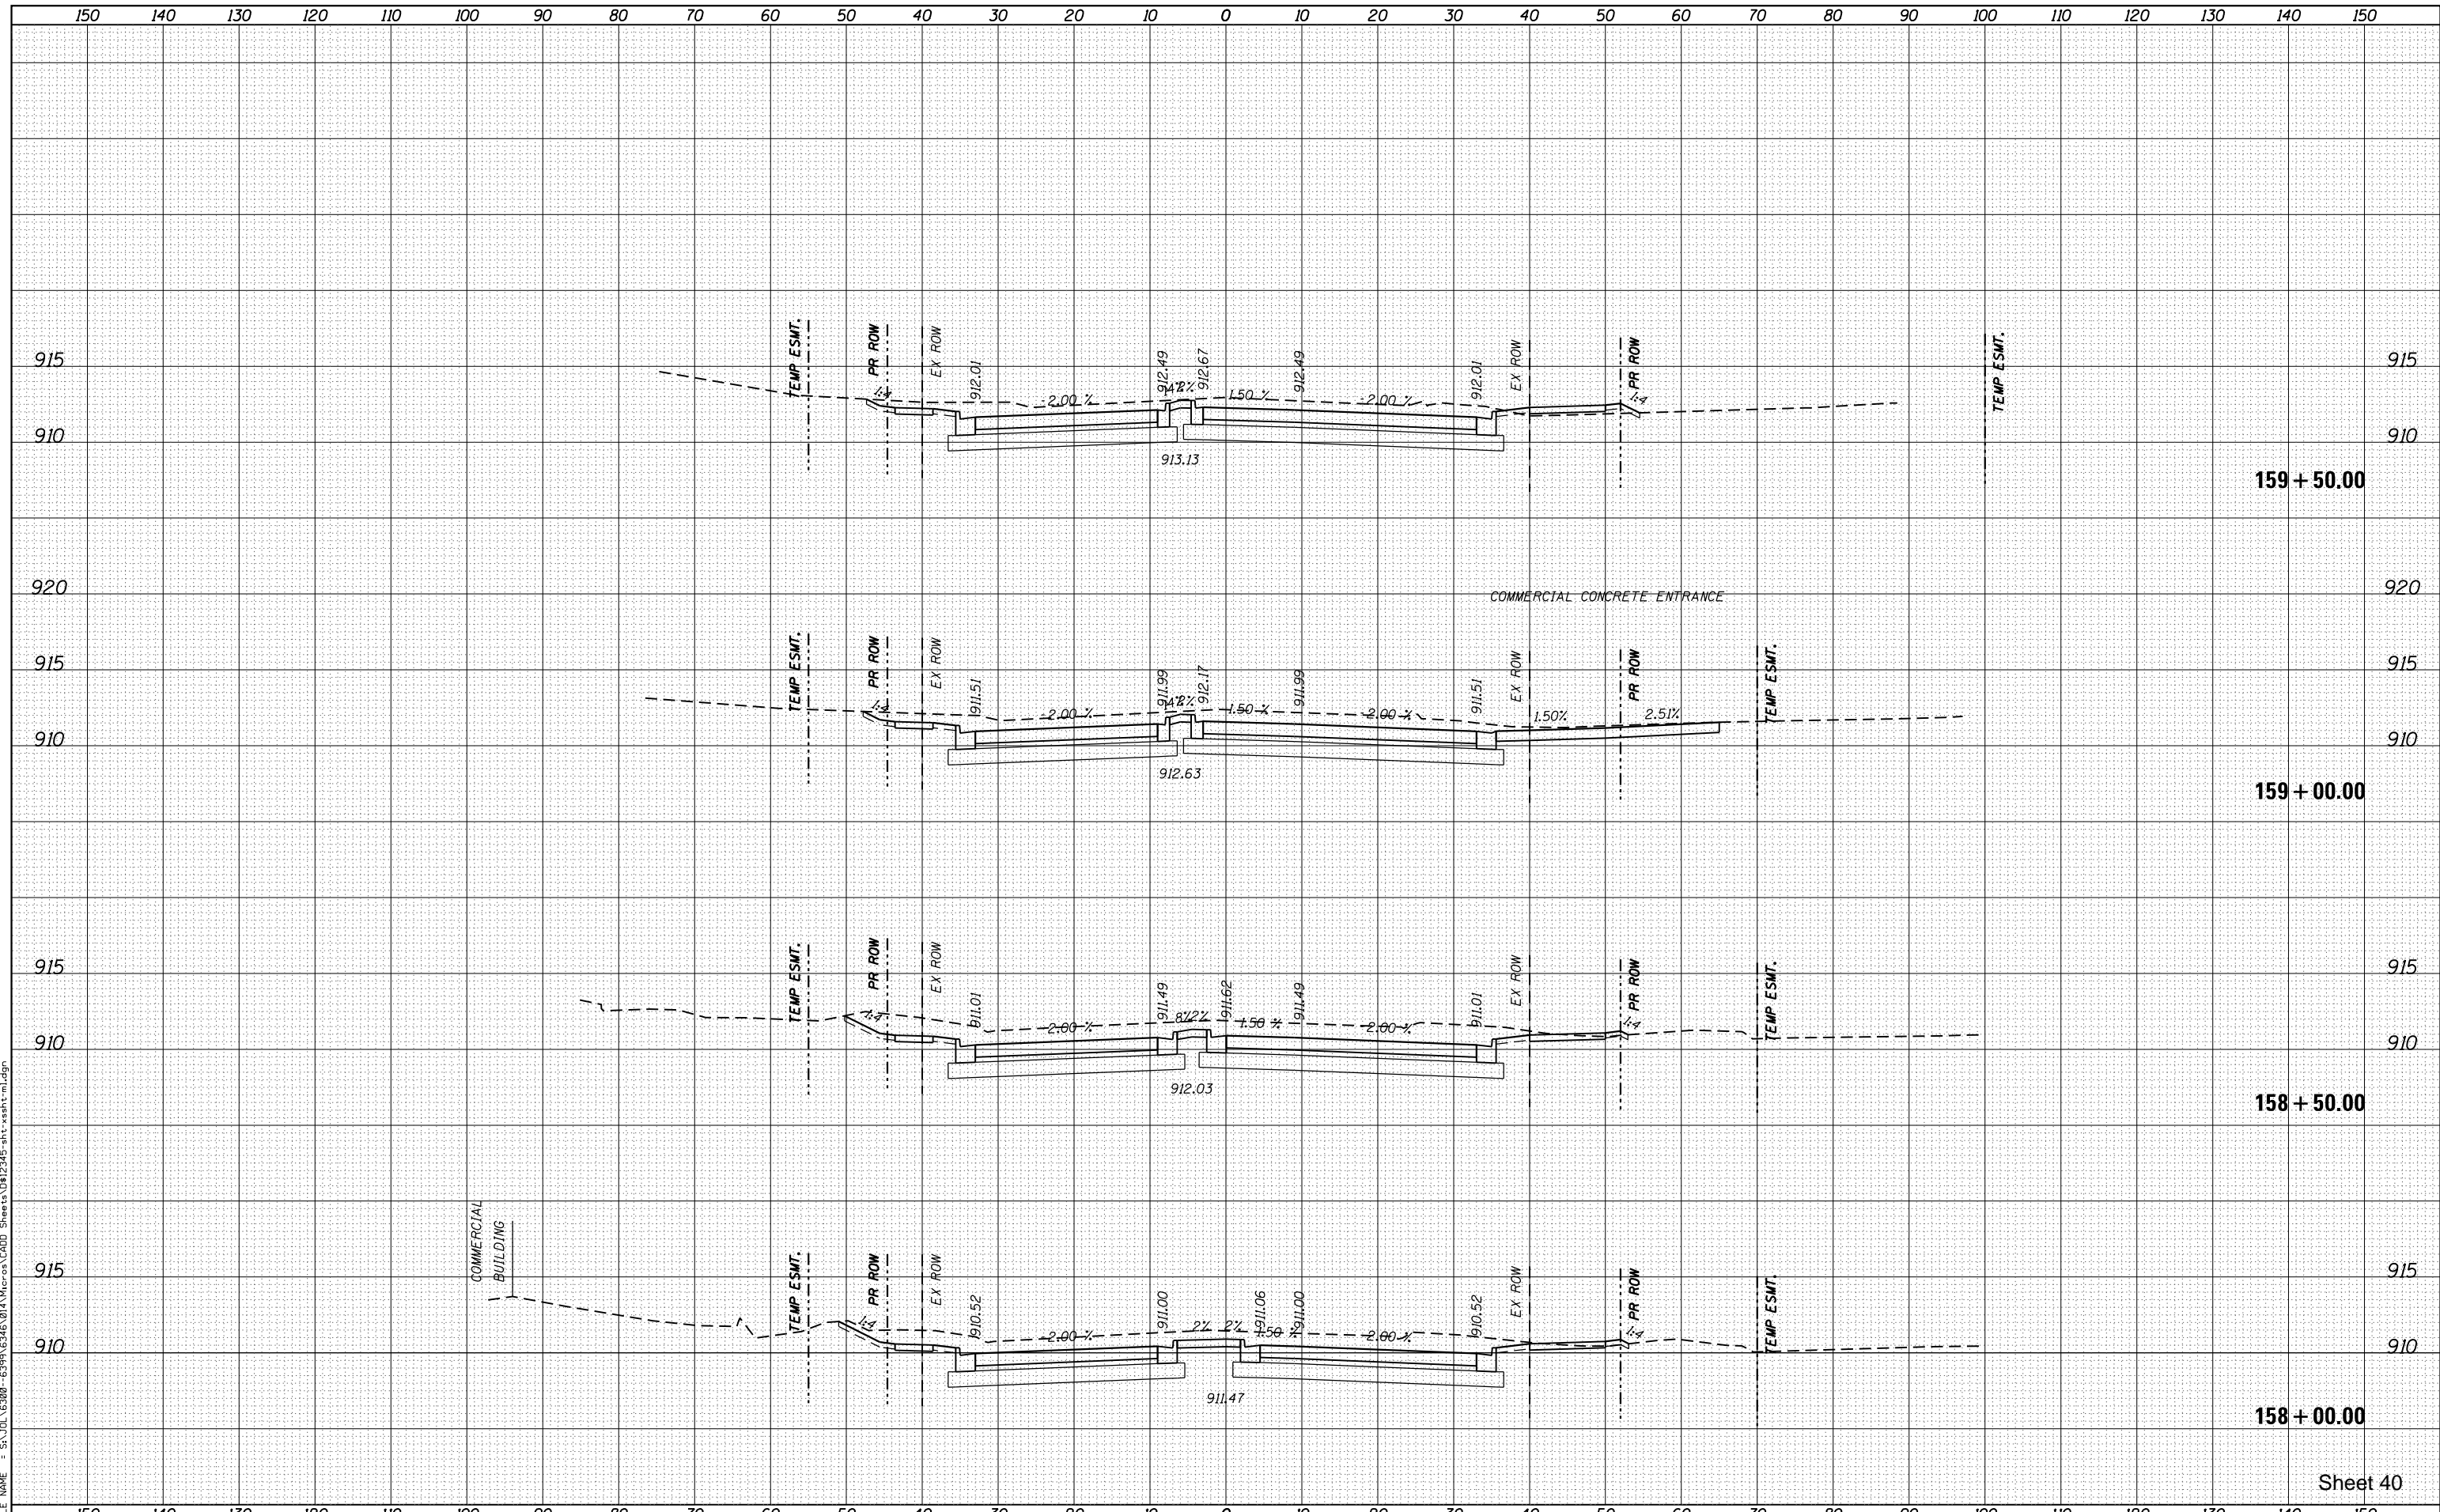 150 140 130 120 110 100 90 80 70 60 50 40 30 20 10 0 10 20 30 40 50 60 70 80 90 100 110 120 130 140 150
TEMP ESMT.
PR ROW
EX ROW
912.01
912.49
912.67
912.49
912.01
EX ROW
PR ROW
TEMP ESMT.
915
915
1:4
-2.00 %
2%
1.50 %
-2.00 %
1:4
910
910
913.13
159+50.00
920
920
COMMERCIAL CONCRETE ENTRANCE
TEMP ESMT.
PR ROW
EX ROW
911.51
911.99
912.17
911.99
911.51
EX ROW
PR ROW
TEMP ESMT.
915
915
1:4
-2.00 %
2%
1.50 %
-2.00 %
1.50%
2.51%
910
910
912.63
159+00.00
TEMP ESMT.
PR ROW
EX ROW
911.01
911.49
911.62
911.49
911.01
EX ROW
PR ROW
TEMP ESMT.
915
915
1:4
-2.00 %
8%
2%
1.50 %
-2.00 %
1:4
910
910
912.03
158+50.00
COMMERCIAL
BUILDING
TEMP ESMT.
PR ROW
EX ROW
910.52
911.00
911.06
911.00
910.52
EX ROW
PR ROW
TEMP ESMT.
915
915
1:4
-2.00 %
2%
2%
1.50 %
-2.00 %
1:4
910
910
911.47
158+00.00
Sheet 40